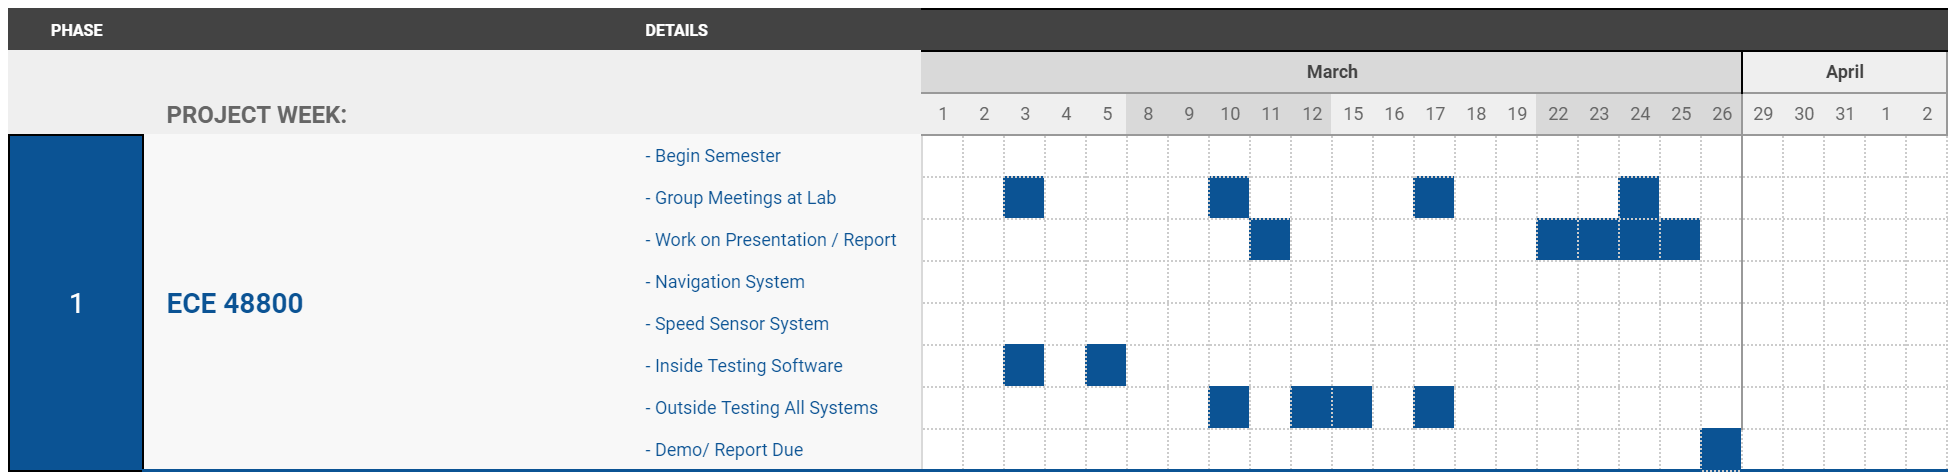 PHASE DETAILS
March April
PROJECT WEEK: 1 2 3 4 5 8 9 10 11 12 15 16 17 18 19 22 23 24 25 26 29 30 31 1 2
- Begin Semester
- Group Meetings at Lab
- Work on Presentation / Report
- Navigation System
1 ECE 48800
- Speed Sensor System
- Inside Testing Software
- Outside Testing All Systems
- Demo/ Report Due